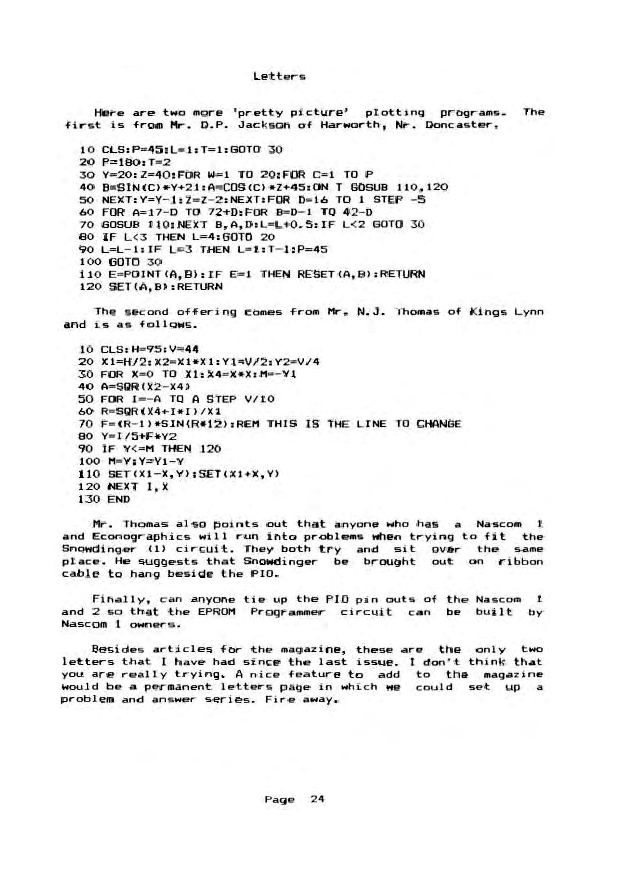 Letters
Here are two more 'pretty picture' plotting programs. The
first is from Mr. D.P. Jackson of Harworth, Nr. Doncaster.
10 CLS:P=45:L=1:T=1:GOTO 30
20 P=180:T=2
30 Y=20:Z=40:FOR W=1 TO 20:FOR C=1 TO P
40 B=SIN(C)*Y+21:A=COS(C)*Z+45:ON T GOSUB 110,120
50 NEXT:Y=Y-1:Z=Z-2:NEXT:FOR D=16 TO 1 STEP -5
60 FOR A=17-D TO 72+D:FOR B=D-1 TO 42-D
70 GOSUB 110:NEXT B,A,D:L=L+0.5:IF L<2 GOTO 30
80 IF L<3 THEN L=4:GOTO 20
90 L=L-1:IF L=3 THEN L=1:T-1:P=45
100 GOTO 30
110 E=POINT(A,B):IF E=1 THEN RESET(A,B):RETURN
120 SET(A,B):RETURN
The second offering comes from Mr. N.J. Thomas of Kings Lynn
and is as follows.
10 CLS:H=95:V=44
20 X1=H/2:X2=X1*X1:Y1=V/2:Y2=V/4
30 FOR X=0 TO X1:X4=X*X:M=-Y1
40 A=SQR(X2-X4)
50 FOR I=-A TO A STEP V/10
60 R=SQR(X4+I*I)/X1
70 F=(R-1)*SIN(R*12):REM THIS IS THE LINE TO CHANGE
80 Y=I/5+F*Y2
90 IF Y<=M THEN 120
100 M=Y:Y=Y1-Y
110 SET(X1-X,Y):SET(X1+X,Y)
120 NEXT I,X
130 END
Mr. Thomas also points out that anyone who has a Nascom 1
and Econographics will run into problems when trying to fit the
Snowdinger (1) circuit. They both try and sit over the same
place. He suggests that Snowdinger be brought out on ribbon
cable to hang beside the PIO.
Finally, can anyone tie up the PIO pin outs of the Nascom 1
and 2 so that the EPROM Programmer circuit can be built by
Nascom 1 owners.
Besides articles for the magazine, these are the only two
letters that I have had since the last issue. I don't think that
you are really trying. A nice feature to add to the magazine
would be a permanent letters page in which we could set up a
problem and answer series. Fire away.
Page 24